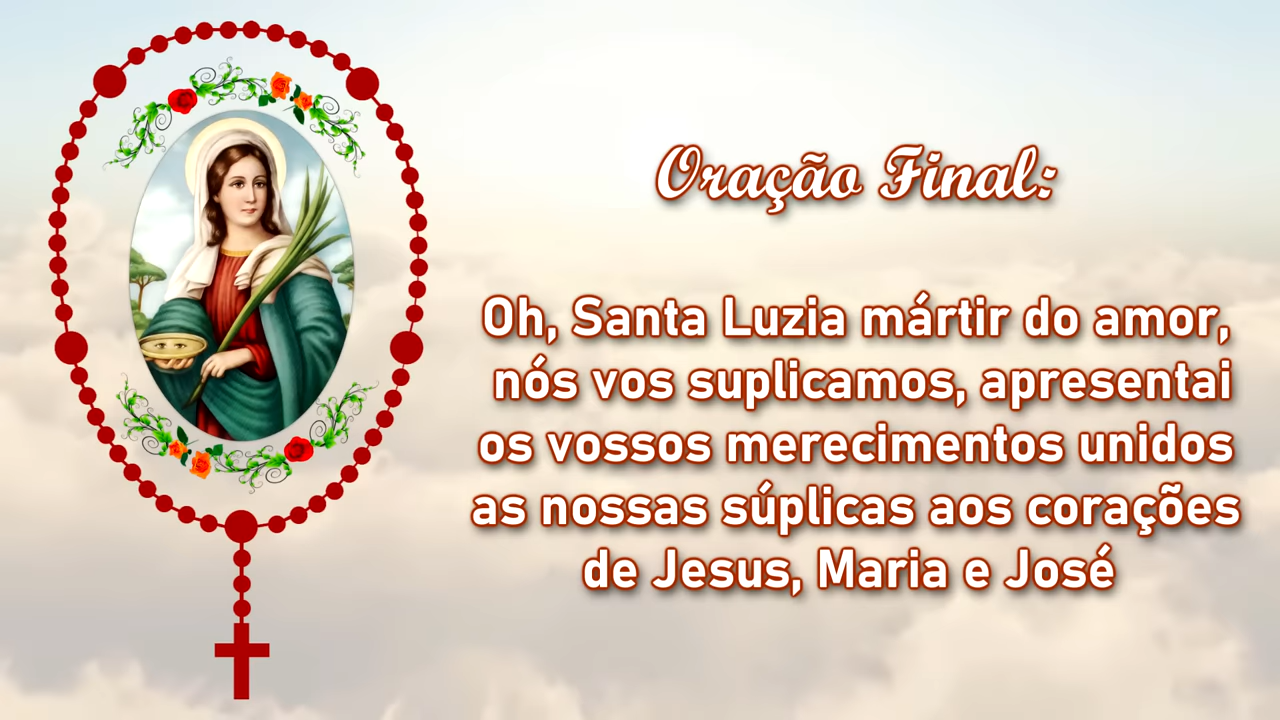 Oração Final:
Oh, Santa Luzia mártir do amor,
nós vos suplicamos, apresentai
os vossos merecimentos unidos
as nossas súplicas aos corações
de Jesus, Maria e José